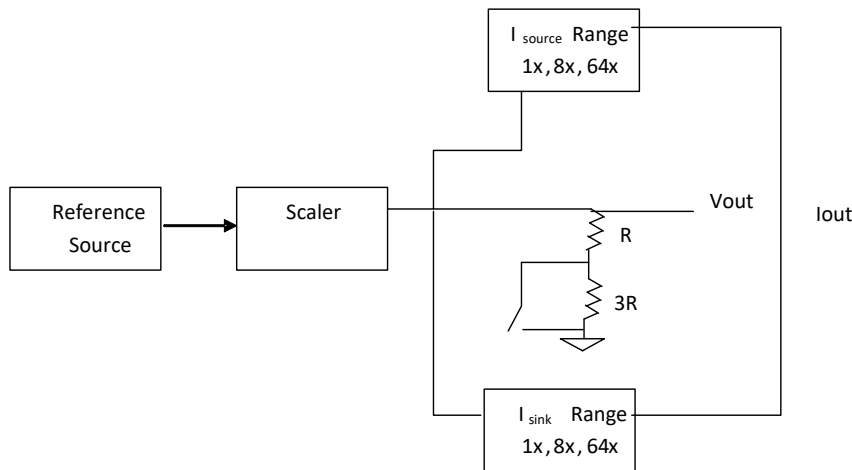 I source Range
1x, 8x, 64x
Reference
Source
Scaler
Vout
Iout
R
3R
I sink Range
1x, 8x, 64x